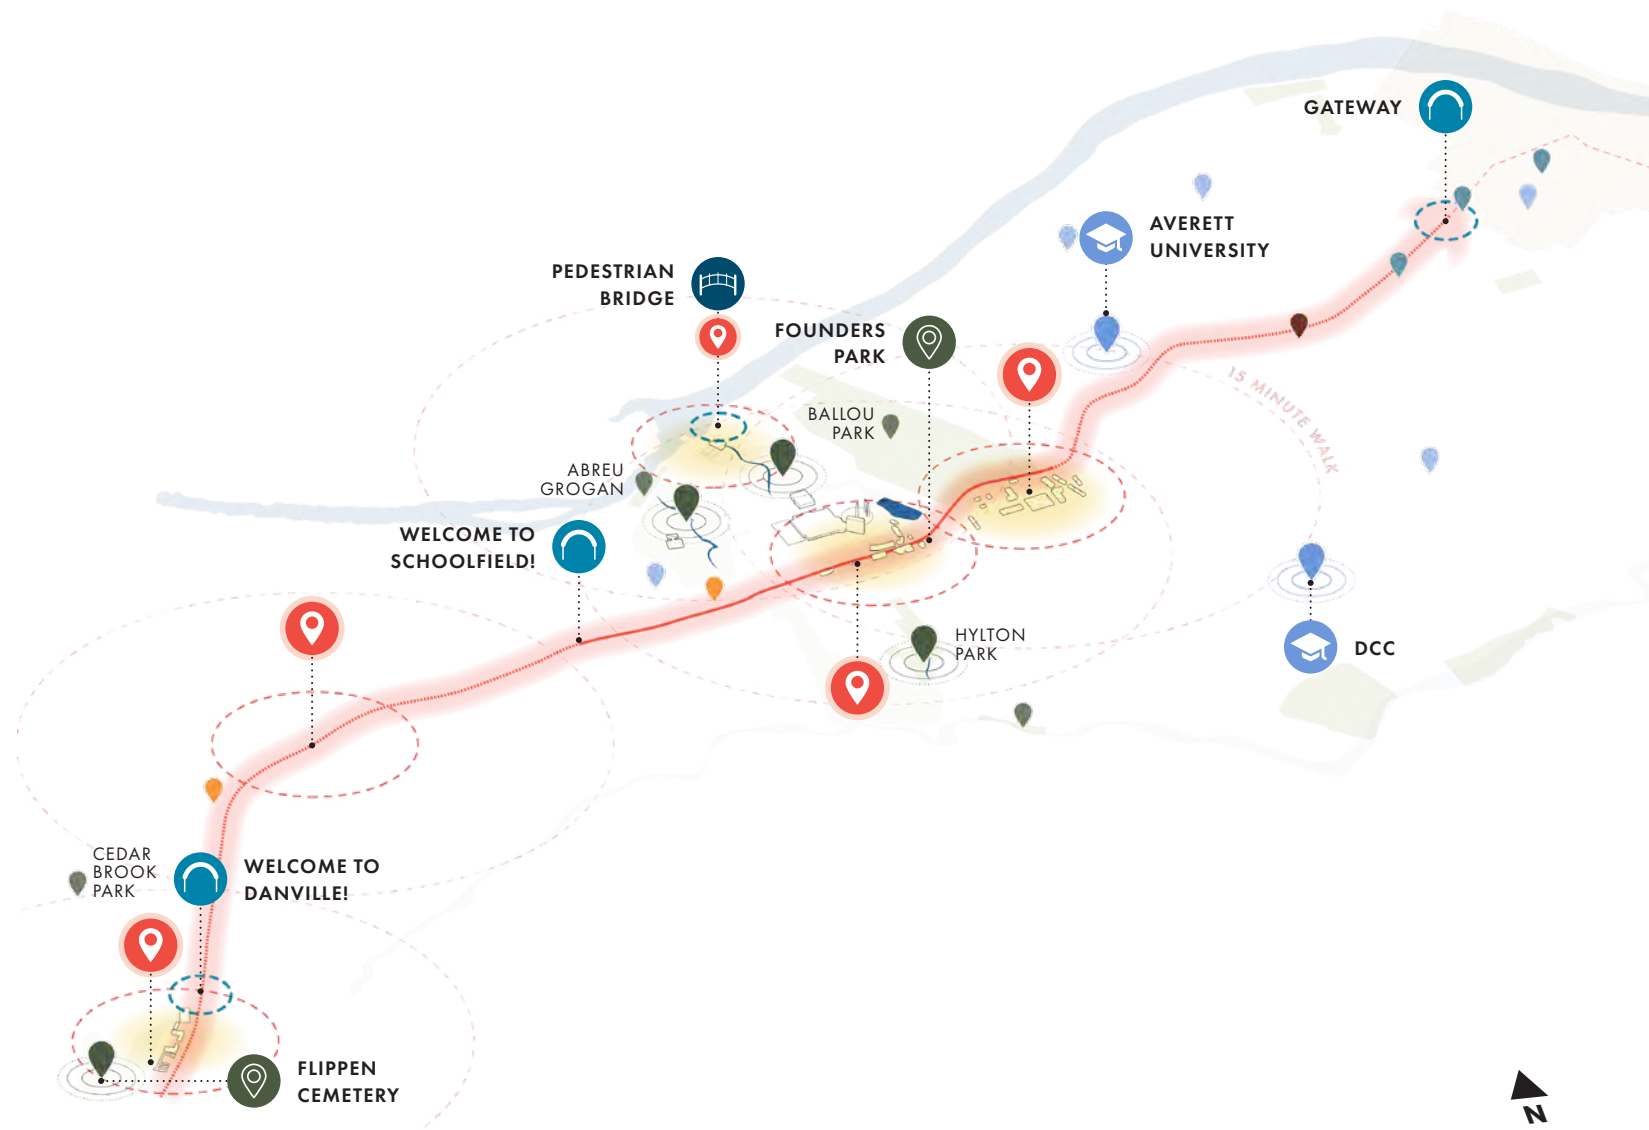 GATEWAY
AVERETT
UNIVERSITY
PEDESTRIAN
BRIDGE
FOUNDERS
PARK
15 MINUTE WALK
BALLOU
PARK
ABREU
GROGAN
WELCOME TO
SCHOOLFIELD!
HYLTON
PARK
DCC
CEDAR
BROOK
PARK
WELCOME TO
DANVILLE!
FLIPPEN
CEMETERY
N